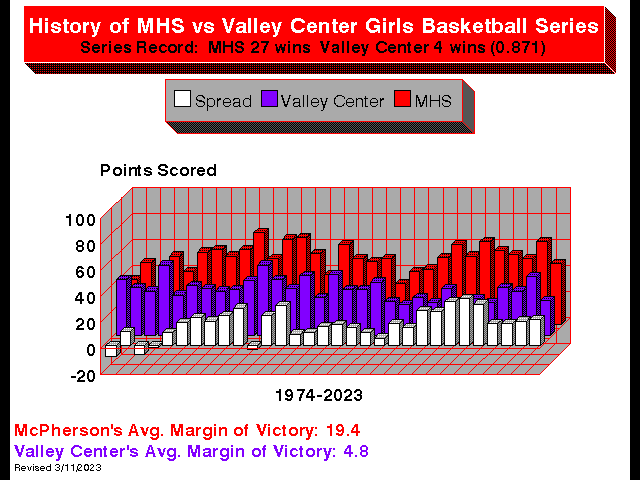 History of MHS vs Valley Center Girls Basketball Series
Series Record:  MHS 27 wins  Valley Center 4 wins (0.871)
Spread Valley Center MHS
Points Scored
100
80
60
40
20
0
-20
1974-2023
McPherson's Avg. Margin of Victory: 19.4
Valley Center's Avg. Margin of Victory: 4.8
Revised 3/11/2023